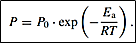 P = P₀ · exp(−Eₐ/RT).